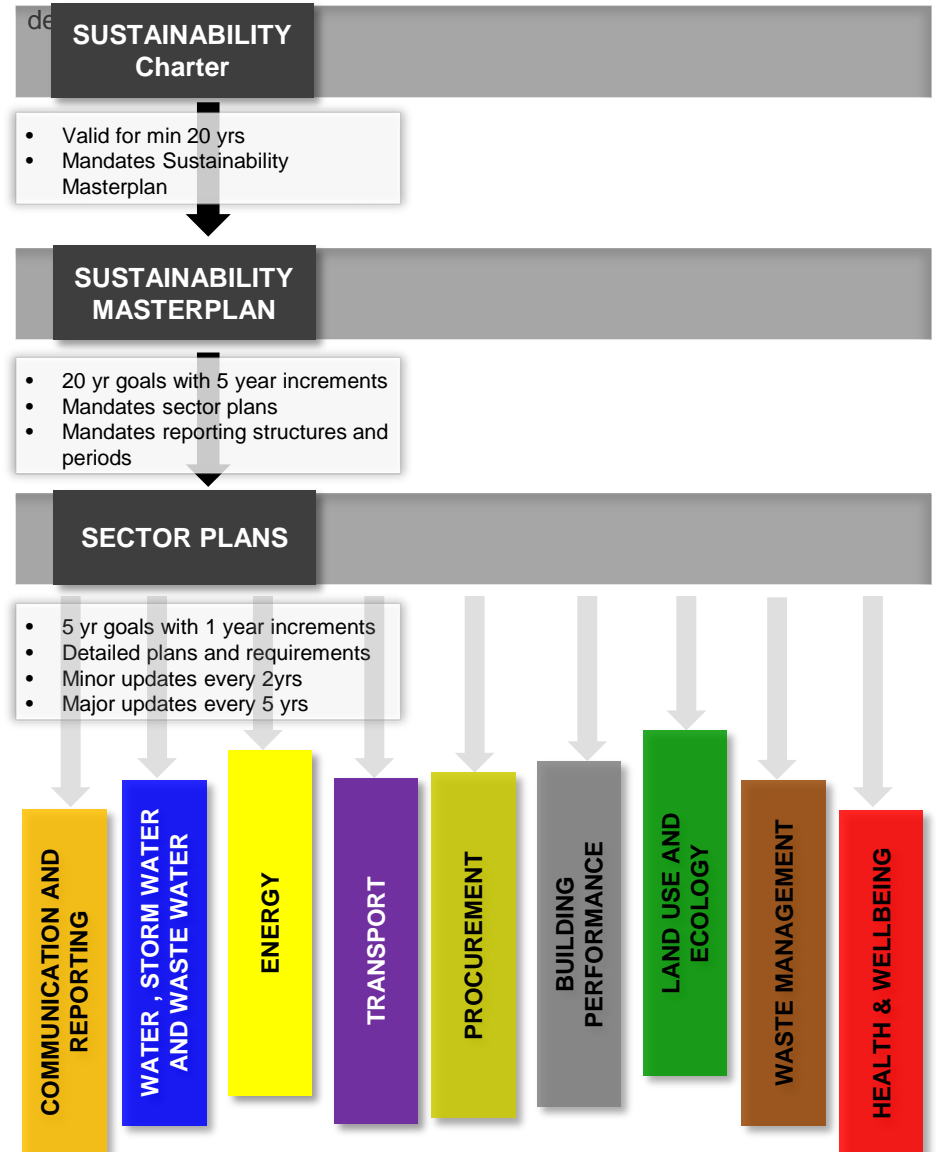 de
SUSTAINABILITY
Charter
• Valid for min 20 yrs
• Mandates Sustainability
Masterplan
SUSTAINABILITY
MASTERPLAN
• 20 yr goals with 5 year increments
• Mandates sector plans
• Mandates reporting structures and
periods
SECTOR PLANS
• 5 yr goals with 1 year increments
• Detailed plans and requirements
• Minor updates every 2yrs
• Major updates every 5 yrs
COMMUNICATION AND
REPORTING
WATER , STORM WATER
AND WASTE WATER
ENERGY
TRANSPORT
PROCUREMENT
BUILDING
PERFORMANCE
LAND USE AND
ECOLOGY
WASTE MANAGEMENT
HEALTH & WELLBEING